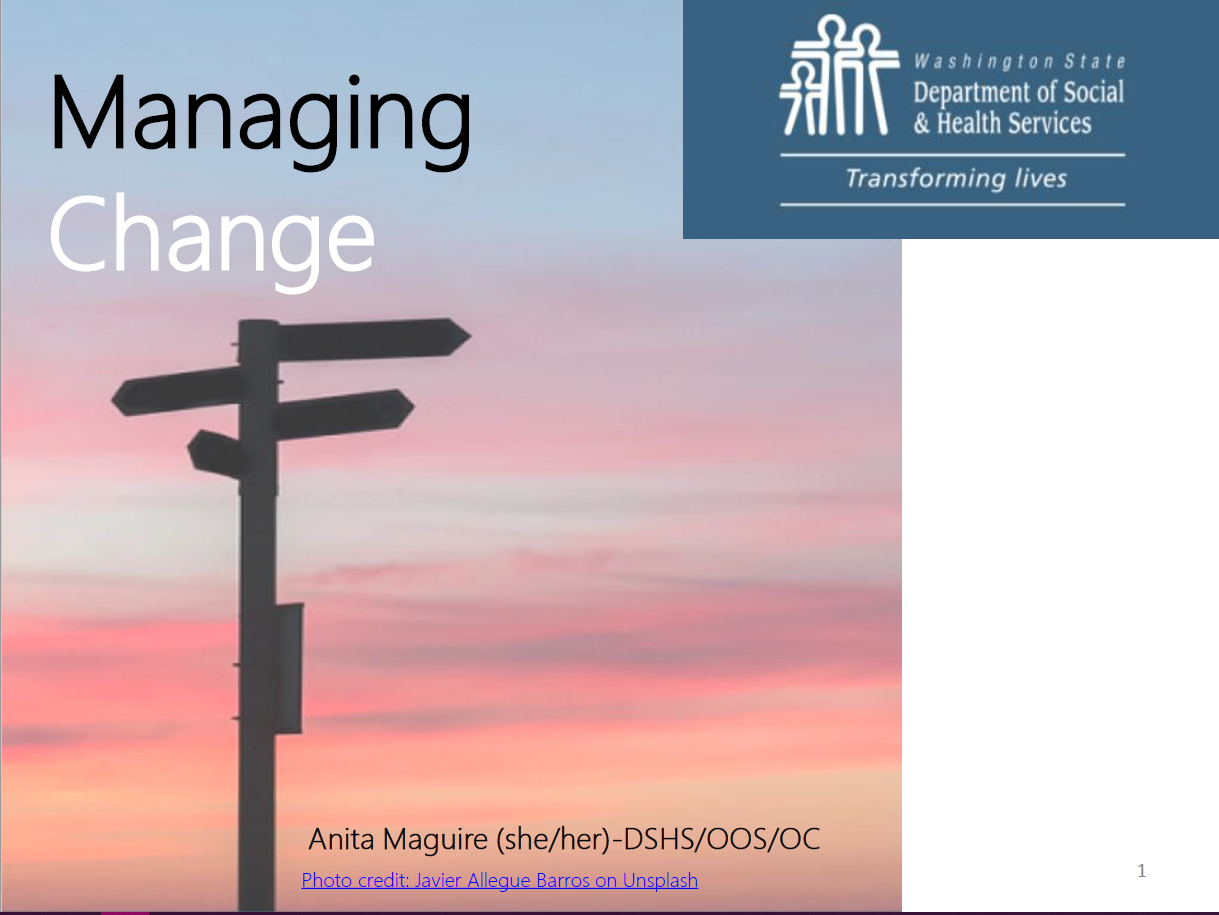 Managing
Change
Washington State
Department of Social
& Health Services
Transforming lives
Anita Maguire (she/her)-DSHS/OOS/OC
Photo credit: Javier Allegue Barros on Unsplash
1